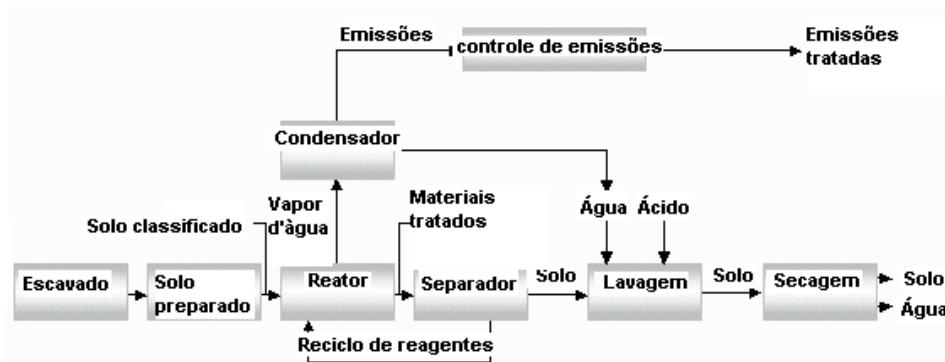 Emissões
controle de emissões
Emissões
tratadas
Condensador
Solo classificado
Vapor
d'àgua
Materiais
tratados
Água
Ácido
Escavado
Solo
preparado
Reator
Separador
Solo
Lavagem
Solo
Secagem
Solo
Água
Reciclo de reagentes